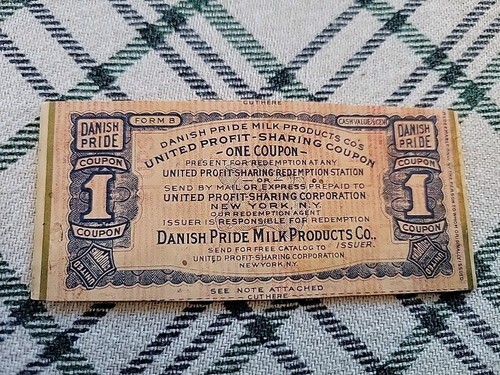 CUT HERE
FORM B
CASH VALUE 1/5 CENT
DANISH PRIDE
DANISH PRIDE
DANISH PRIDE MILK PRODUCTS CO'S
UNITED PROFIT-SHARING COUPON
- ONE COUPON -
COUPON
1
COUPON
COUPON
1
COUPON
PRESENT FOR REDEMPTION AT ANY
UNITED PROFIT-SHARING REDEMPTION STATION
- OR -
SEND BY MAIL OR EXPRESS PREPAID TO
UNITED PROFIT-SHARING CORPORATION
NEW YORK, N.Y.
OUR REDEMPTION AGENT
ISSUER IS RESPONSIBLE FOR REDEMPTION
DANISH PRIDE MILK PRODUCTS CO.,
ISSUER.
SEND FOR FREE CATALOG TO
UNITED PROFIT-SHARING CORPORATION
NEW YORK, N.Y.
SEE NOTE ATTACHED
CUT HERE